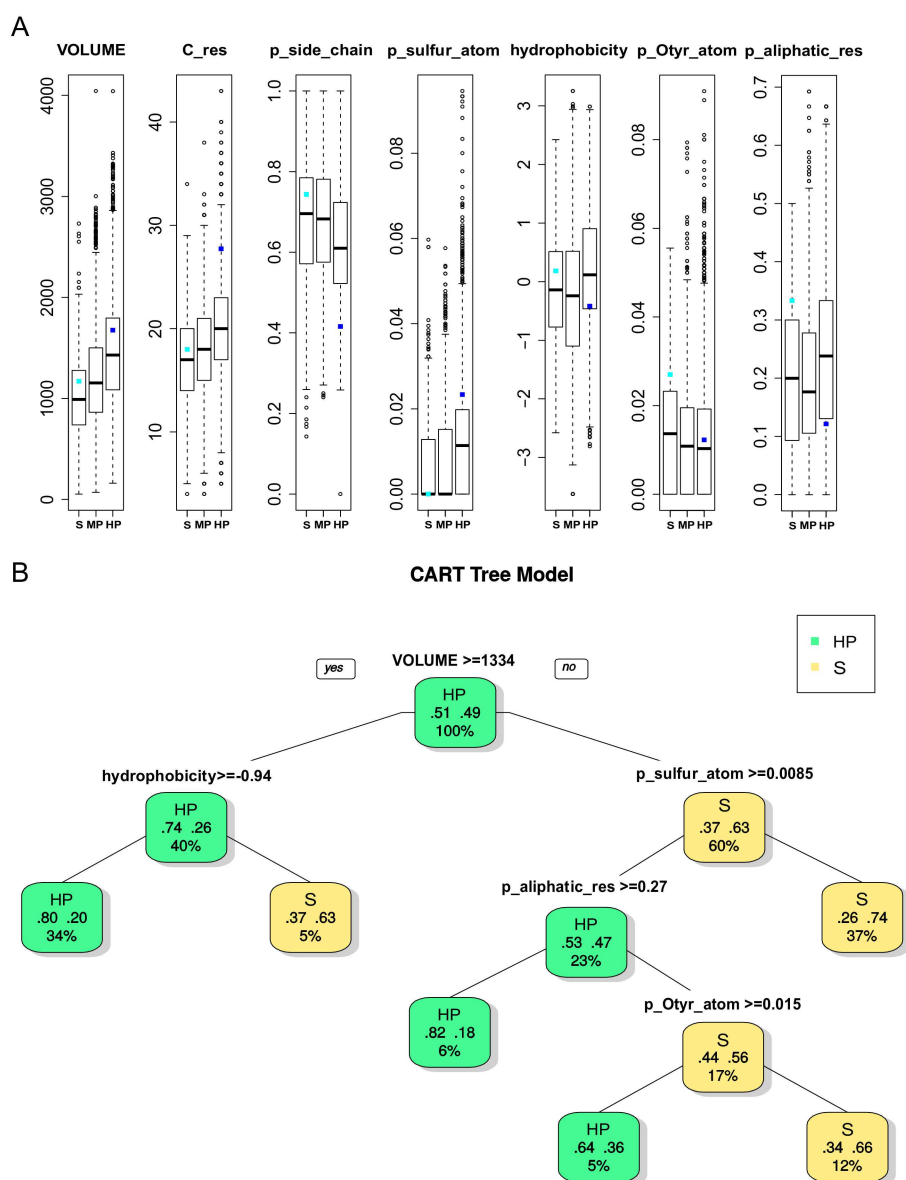 A
VOLUME C_res p_side_chain p_sulfur_atom hydrophobicity p_Otyr_atom p_aliphatic_res
0 1000 2000 3000 4000
S MP HP
10 20 30 40
S MP HP
0.0 0.2 0.4 0.6 0.8 1.0
S MP HP
0.00 0.02 0.04 0.06 0.08
S MP HP
−3 −2 −1 0 1 2 3
S MP HP
0.00 0.02 0.04 0.06 0.08
S MP HP
0.0 0.1 0.2 0.3 0.4 0.5 0.6 0.7
S MP HP
B
CART Tree Model
HP
S
yes
VOLUME >=1334
no
HP
.51 .49
100%
hydrophobicity>=-0.94
p_sulfur_atom >=0.0085
HP
.74 .26
40%
S
.37 .63
60%
p_aliphatic_res >=0.27
HP
.80 .20
34%
S
.37 .63
5%
HP
.53 .47
23%
S
.26 .74
37%
p_Otyr_atom >=0.015
HP
.82 .18
6%
S
.44 .56
17%
HP
.64 .36
5%
S
.34 .66
12%